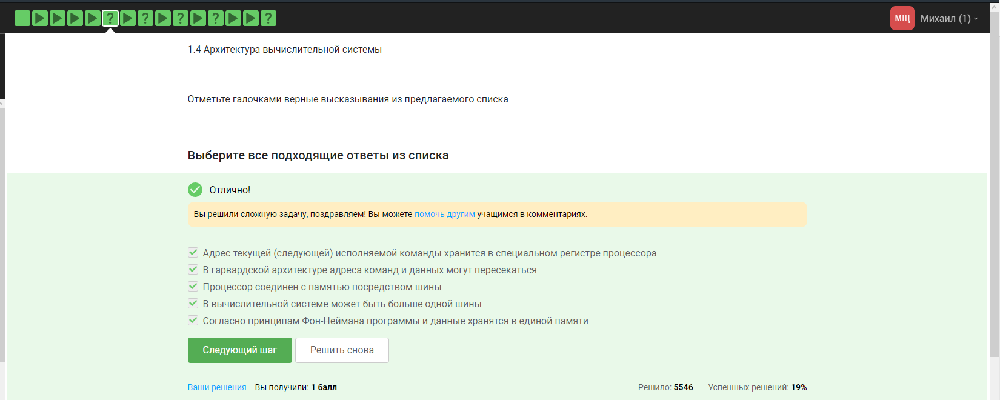 ?
?
?
?
?
МЩ
Михаил (1)
1.4 Архитектура вычислительной системы
Отметьте галочками верные высказывания из предлагаемого списка
Выберите все подходящие ответы из списка
Отлично!
Вы решили сложную задачу, поздравляем! Вы можете помочь другим учащимся в комментариях.
Адрес текущей (следующей) исполняемой команды хранится в специальном регистре процессора
В гарвардской архитектуре адреса команд и данных могут пересекаться
Процессор соединен с памятью посредством шины
В вычислительной системе может быть больше одной шины
Согласно принципам Фон-Неймана программы и данные хранятся в единой памяти
Следующий шаг
Решить снова
Ваши решения Вы получили: 1 балл
Решило: 5546 Успешных решений: 19%